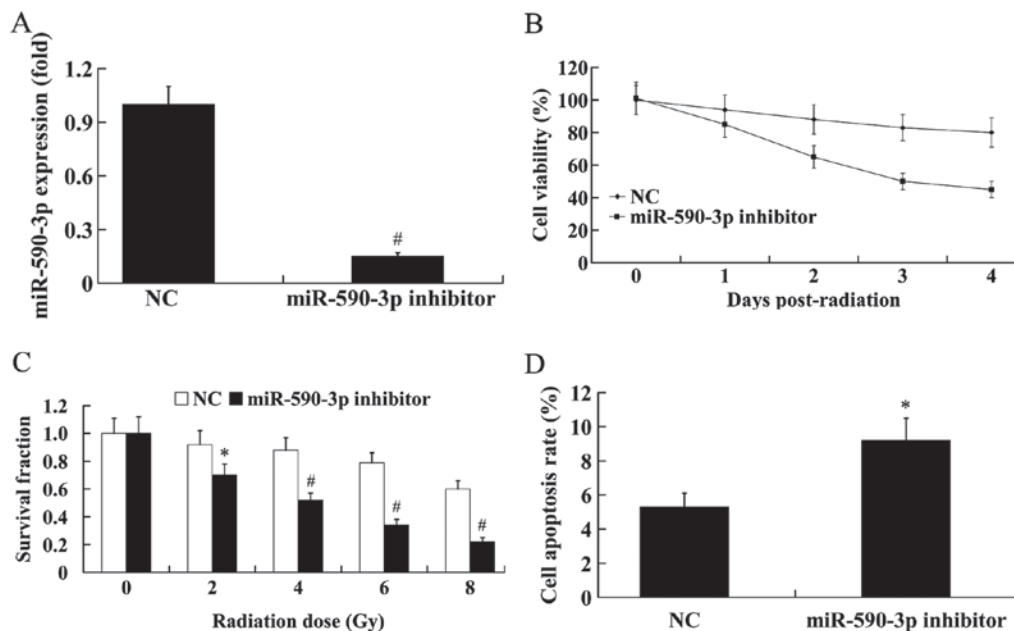 A
miR-590-3p expression (fold)
1.2
0.9
0.6
0.3
0
#
NC
miR-590-3p inhibitor
B
Cell viability (%)
120
100
80
60
40
20
0
NC
miR-590-3p inhibitor
0 1 2 3 4
Days post-radiation
C
NC miR-590-3p inhibitor
Survival fraction
1.2
1.0
0.8
0.6
0.4
0.2
0
*
#
#
#
0 2 4 6 8
Radiation dose (Gy)
D
Cell apoptosis rate (%)
12
10
8
6
4
2
0
*
NC
miR-590-3p inhibitor